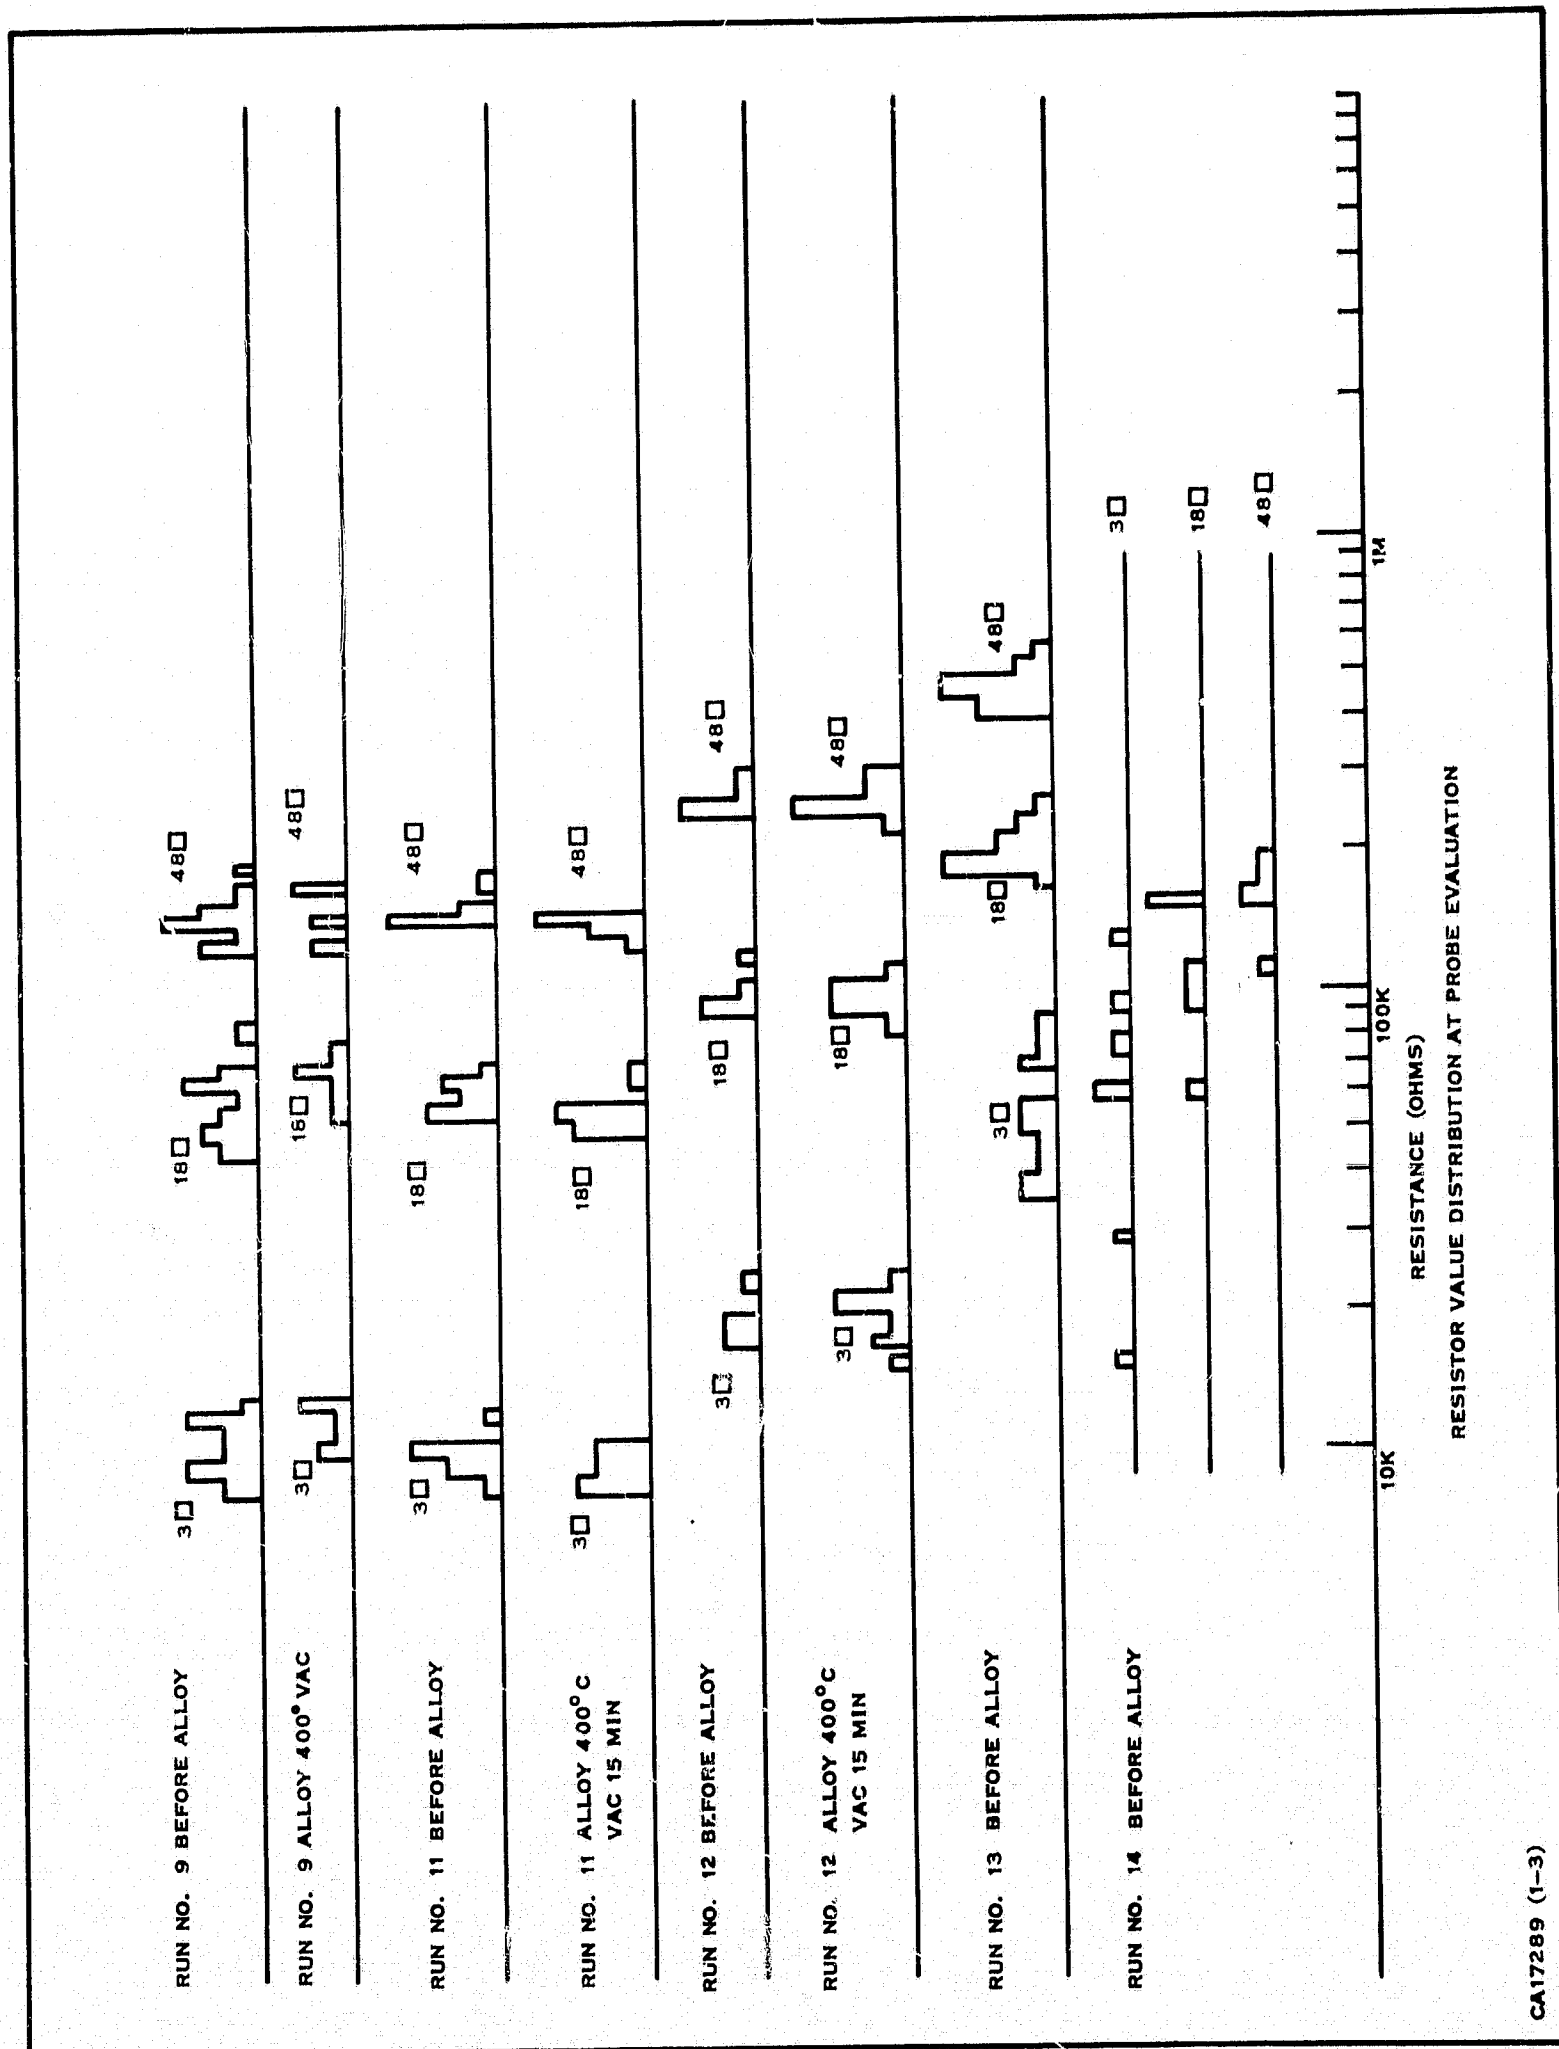 RUN NO. 9 BEFORE ALLOY
3□
18□
48□
RUN NO. 9 ALLOY 400° VAC
3□
18□
48□
RUN NO. 11 BEFORE ALLOY
3□
18□
48□
RUN NO. 11 ALLOY 400°C
VAC 15 MIN
3□
18□
48□
RUN NO. 12 BEFORE ALLOY
3□
18□
48□
RUN NO. 12 ALLOY 400°C
VAC 15 MIN
3□
18□
48□
RUN NO. 13 BEFORE ALLOY
3□
18□
48□
RUN NO. 14 BEFORE ALLOY
3□
18□
48□
10K
100K
1M
RESISTANCE (OHMS)
RESISTOR VALUE DISTRIBUTION AT PROBE EVALUATION
CA17289 (1-3)